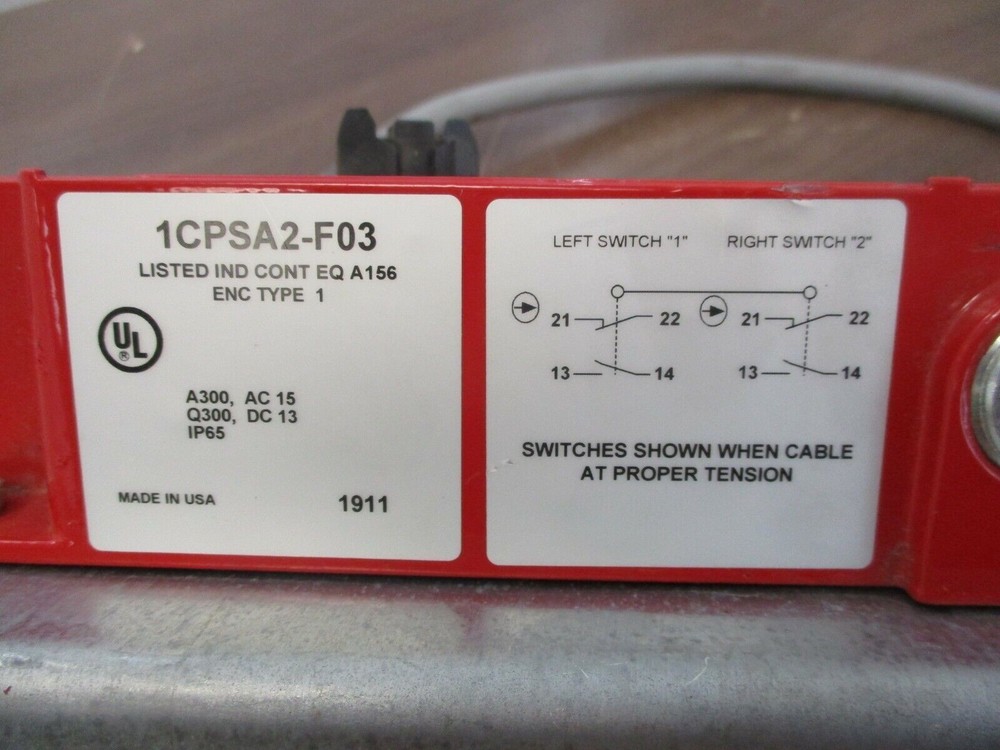 1CPSA2-F03
LISTED IND CONT EQ A156
ENC TYPE 1
UL
®
A300, AC 15
Q300, DC 13
IP65
MADE IN USA 1911
LEFT SWITCH "1" RIGHT SWITCH "2"
21 22 21 22
13 14 13 14
SWITCHES SHOWN WHEN CABLE
AT PROPER TENSION